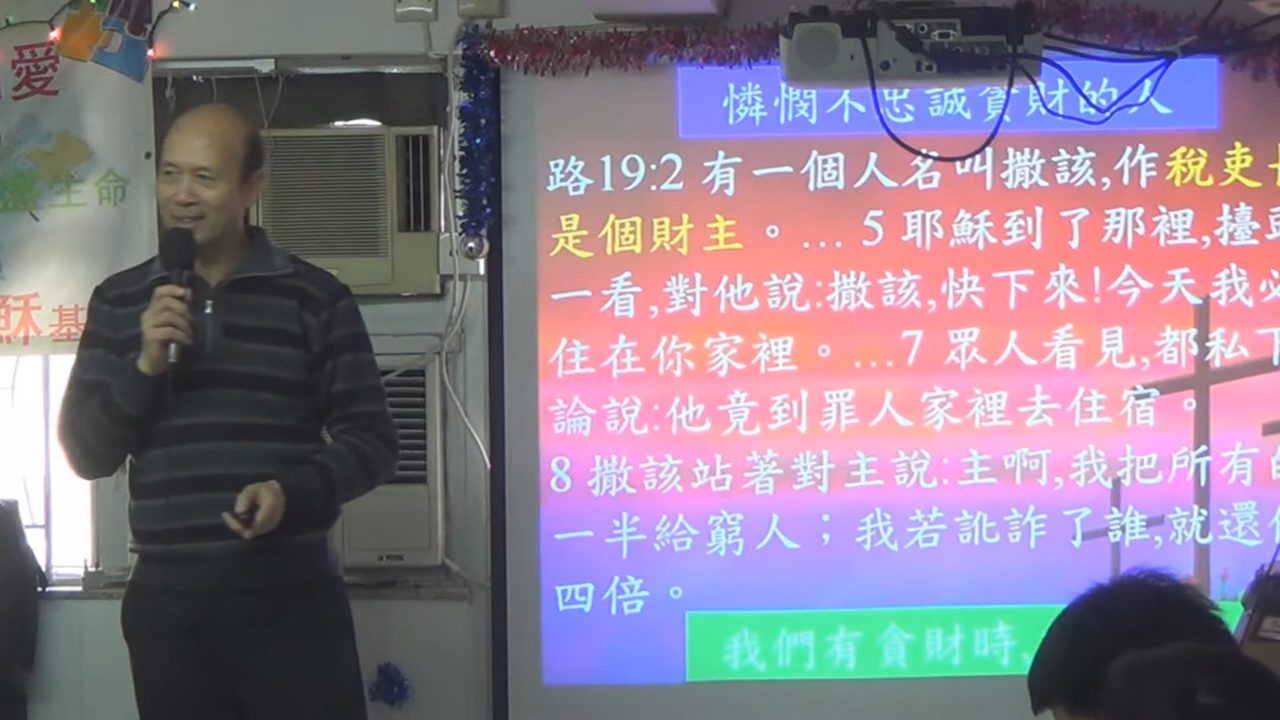 愛
生命
穌基
憐憫不忠誠貪財的人
路19:2 有一個人名叫撒該,作稅吏
是個財主。… 5 耶穌到了那裡,擡
一看,對他說:撒該,快下來!今天我
住在你家裡。…7 眾人看見,都私
論說:他竟到罪人家裡去住宿。
8 撒該站著對主說:主啊,我把所有
一半給窮人；我若訛詐了誰,就還
四倍。
我們有貪財時,